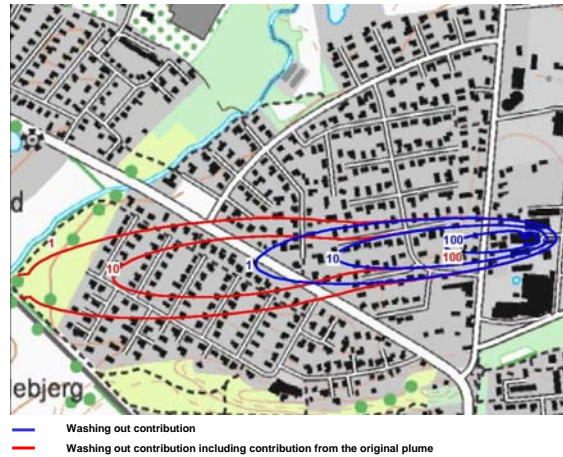 d
1
10
1
10
100
100
ebjerg
Washing out contribution
Washing out contribution including contribution from the original plume